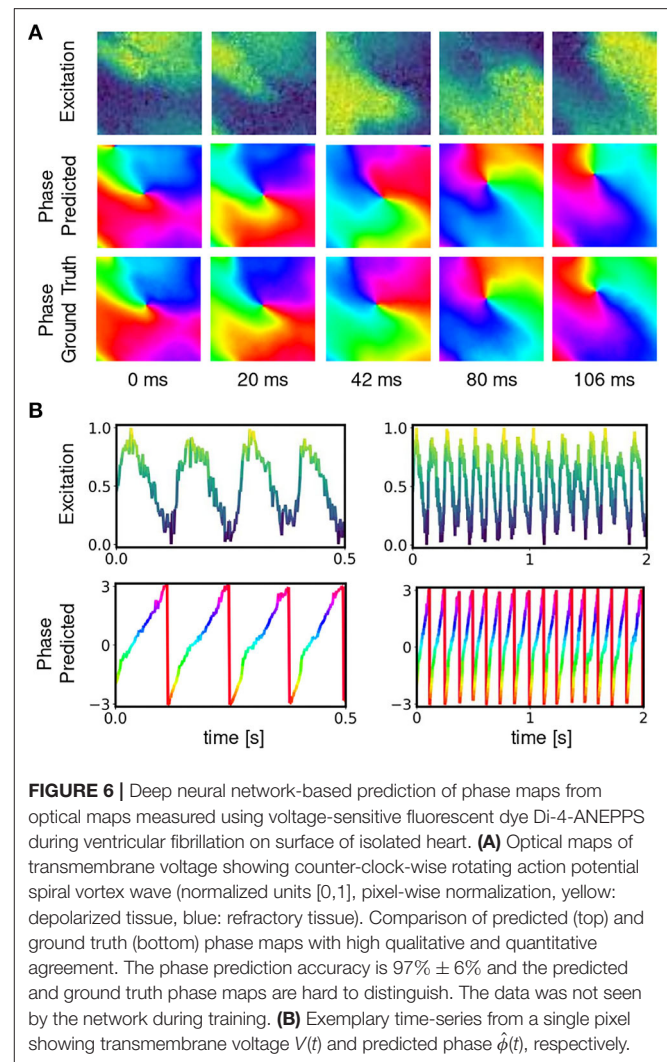 A
Excitation
Phase
Predicted
Phase
Ground Truth
0 ms 20 ms 42 ms 80 ms 106 ms
B
Excitation
1.0
0.5
0.0
0.0 0.5
0 1 2
Phase
Predicted
3
0
−3
0.0 0.5
time [s]
3
0
−3
0 1 2
time [s]
FIGURE 6 | Deep neural network-based prediction of phase maps from
optical maps measured using voltage-sensitive fluorescent dye Di-4-ANEPPS
during ventricular fibrillation on surface of isolated heart. (A) Optical maps of
transmembrane voltage showing counter-clock-wise rotating action potential
spiral vortex wave (normalized units [0,1], pixel-wise normalization, yellow:
depolarized tissue, blue: refractory tissue). Comparison of predicted (top) and
ground truth (bottom) phase maps with high qualitative and quantitative
agreement. The phase prediction accuracy is 97% ± 6% and the predicted
and ground truth phase maps are hard to distinguish. The data was not seen
by the network during training. (B) Exemplary time-series from a single pixel
showing transmembrane voltage V(t) and predicted phase ϕ̂(t), respectively.